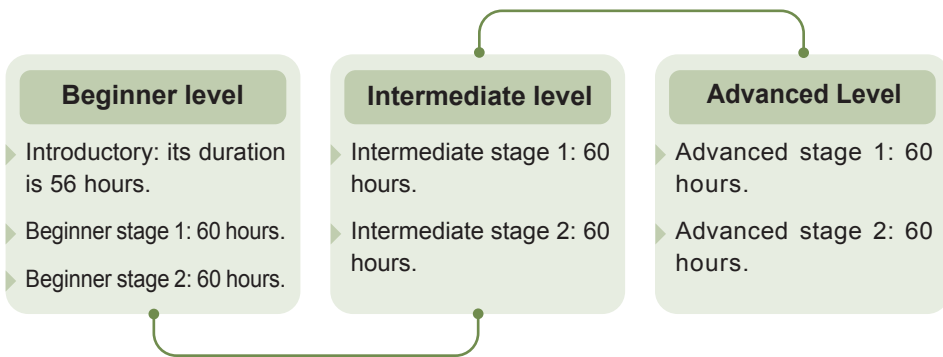 Beginner level
Introductory: its duration
is 56 hours.
Beginner stage 1: 60 hours.
Beginner stage 2: 60 hours.
Intermediate level
Intermediate stage 1: 60
hours.
Intermediate stage 2: 60
hours.
Advanced Level
Advanced stage 1: 60
hours.
Advanced stage 2: 60
hours.